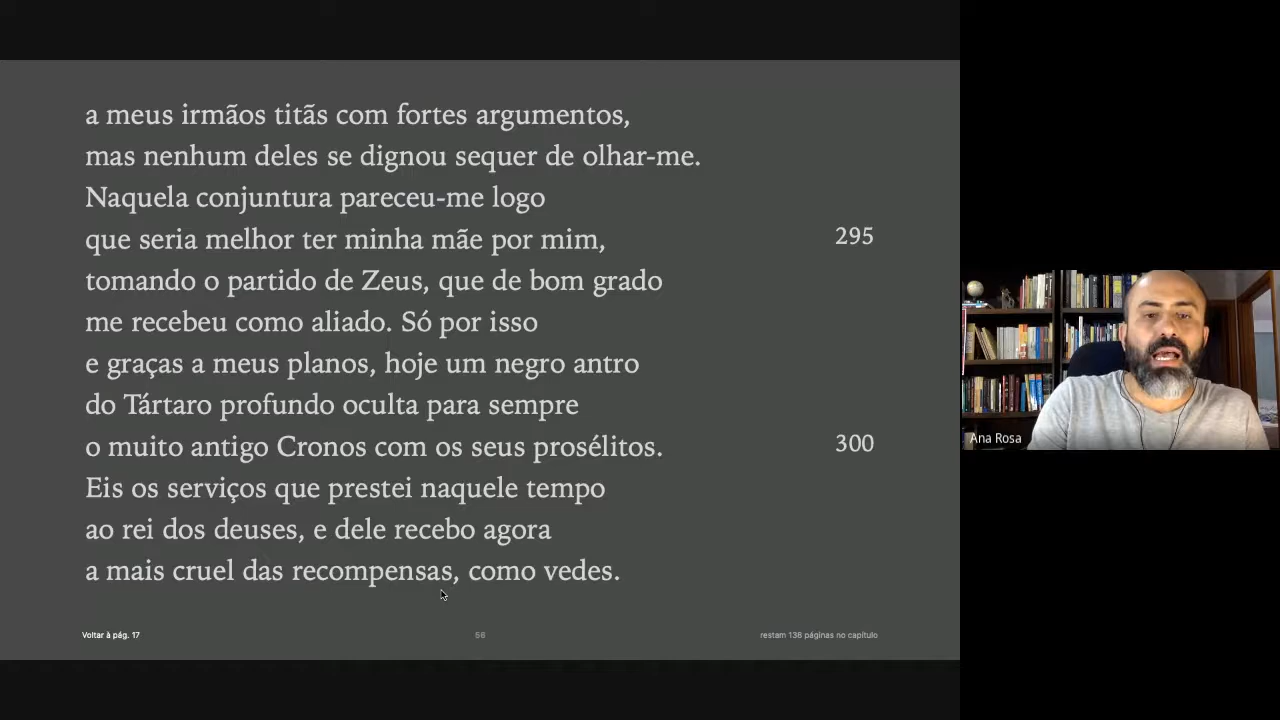 a meus irmãos titãs com fortes argumentos,
mas nenhum deles se dignou sequer de olhar-me.
Naquela conjuntura pareceu-me logo
que seria melhor ter minha mãe por mim,
295
tomando o partido de Zeus, que de bom grado
me recebeu como aliado. Só por isso
e graças a meus planos, hoje um negro antro
do Tártaro profundo oculta para sempre
o muito antigo Cronos com os seus prosélitos.
300
Eis os serviços que prestei naquele tempo
ao rei dos deuses, e dele recebo agora
a mais cruel das recompensas, como vedes.
Voltar à pág. 17
56
restam 136 páginas no capítulo
Ana Rosa